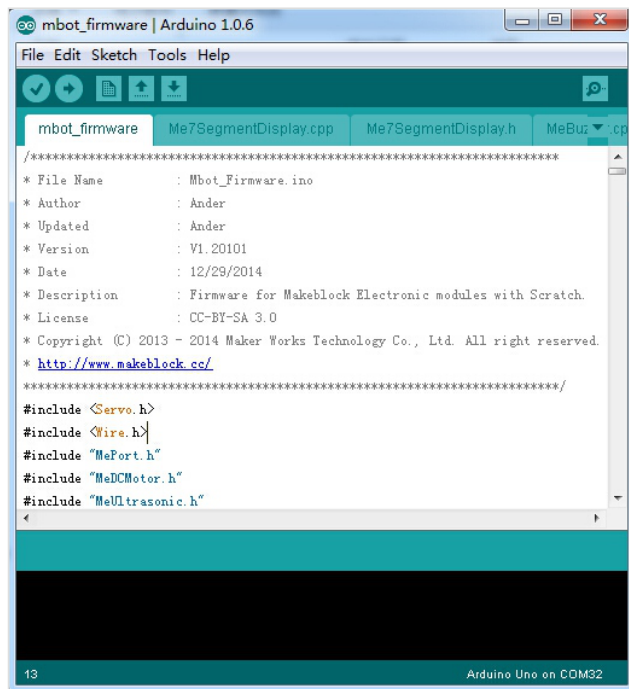 mbot_firmware | Arduino 1.0.6
File Edit Sketch Tools Help
mbot_firmware Me7SegmentDisplay.cpp Me7SegmentDisplay.h MeBuz .cp
/***************************************************************************
* File Name : Mbot_Firmware.ino
* Author : Ander
* Updated : Ander
* Version : V1.20101
* Date : 12/29/2014
* Description : Firmware for Makeblock Electronic modules with Scratch.
* License : CC-BY-SA 3.0
* Copyright (C) 2013 - 2014 Maker Works Technology Co., Ltd. All right reserved.
* http://www.makeblock.cc/
***************************************************************************/
#include <Servo.h>
#include <Wire.h>
#include "MePort.h"
#include "MeDCMotor.h"
#include "MeUltrasonic.h"
13 Arduino Uno on COM32